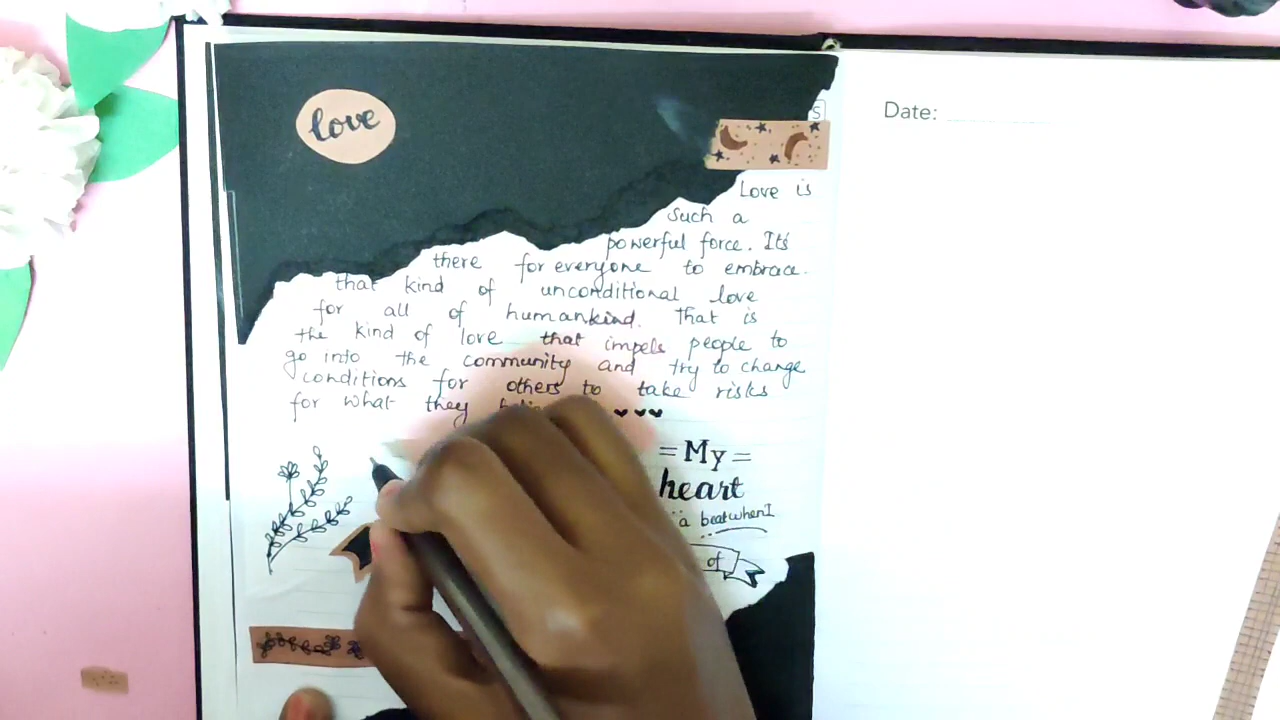 love
S
Date:
Love is
Such a
powerful force. It's
there for everyone to embrace.
that kind of unconditional love
for all of humankind. That is
the kind of love that impels people to
go into the community and try to change
conditions for others to take risks
for what they
= My =
heart
a beat when I
of